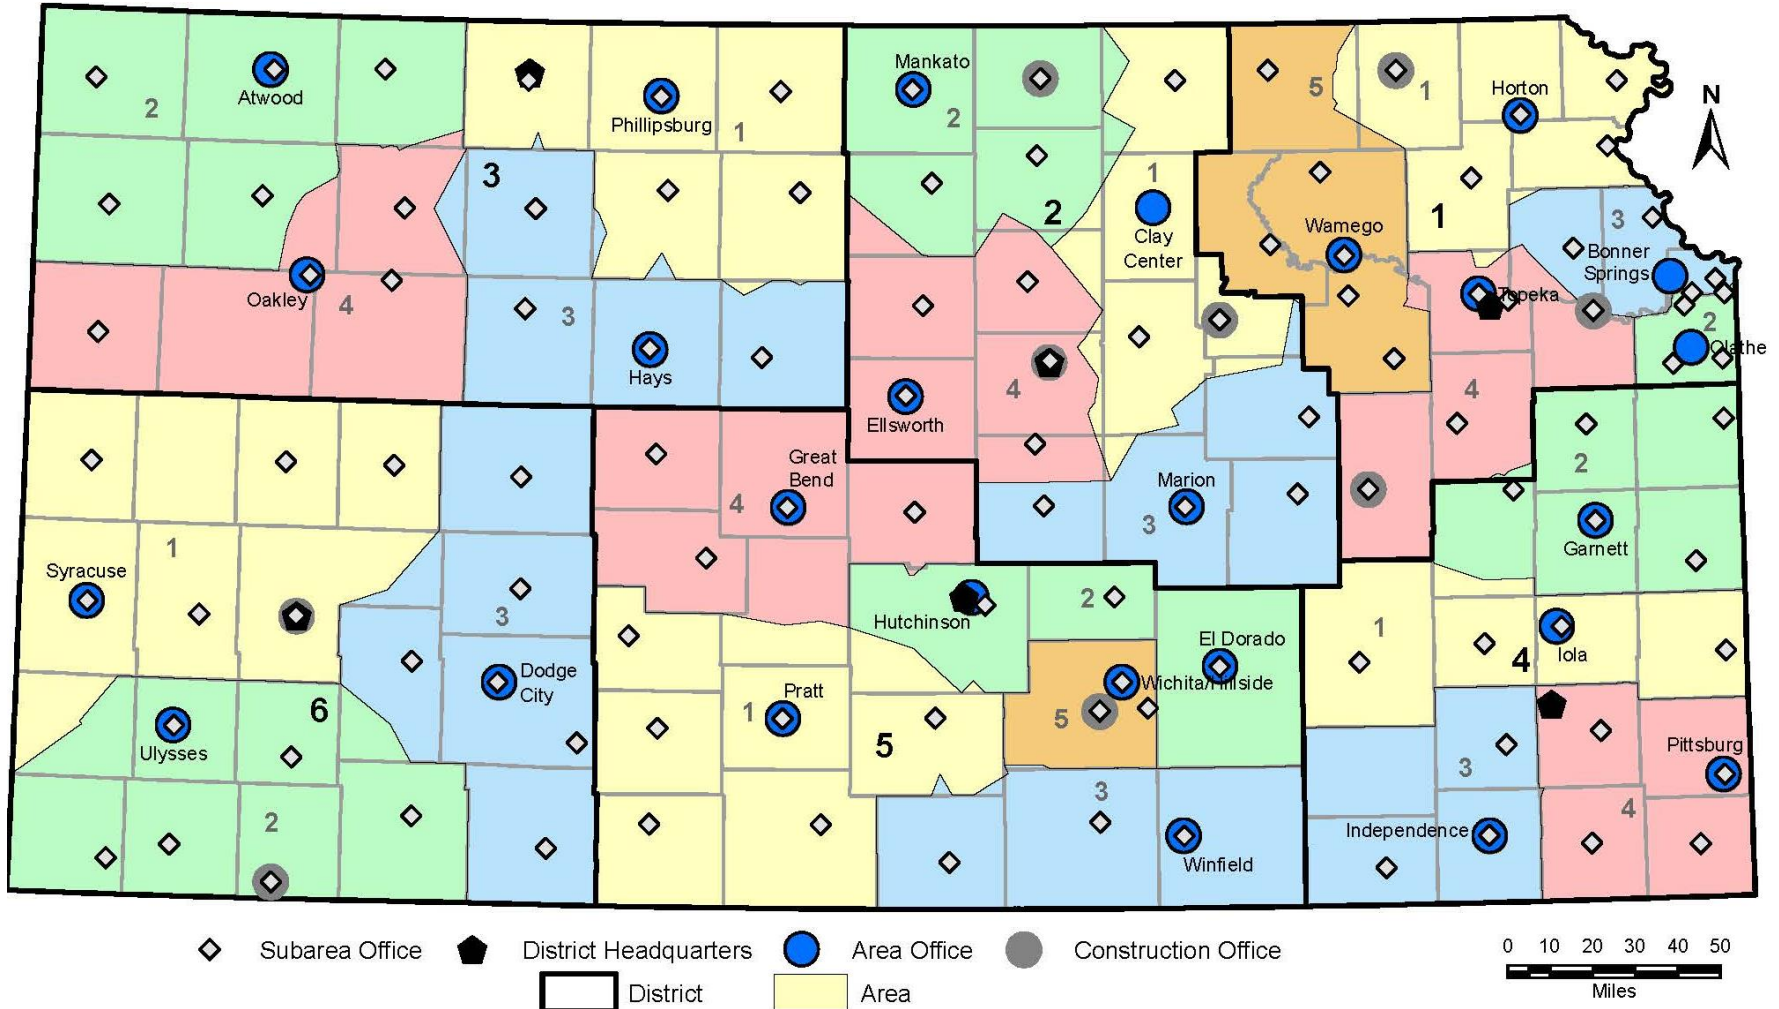 Mankato
N
5
1
2
Atwood
Horton
2
Phillipsburg
1
3
1
2
1
3
Clay
Center
Wamego
Bonner
Springs
Oakley
4
3
Topeka
2
Olathe
Hays
4
4
Ellsworth
Great
Bend
2
Marion
4
3
1
Garnett
Syracuse
3
2
Hutchinson
1
El Dorado
4
Iola
Dodge
City
Wichita/Hillside
Pratt
6
1
5
5
Ulysses
Pittsburg
3
3
2
4
Independence
Winfield
Subarea Office
District Headquarters
Area Office
Construction Office
0 10 20 30 40 50
Miles
District
Area